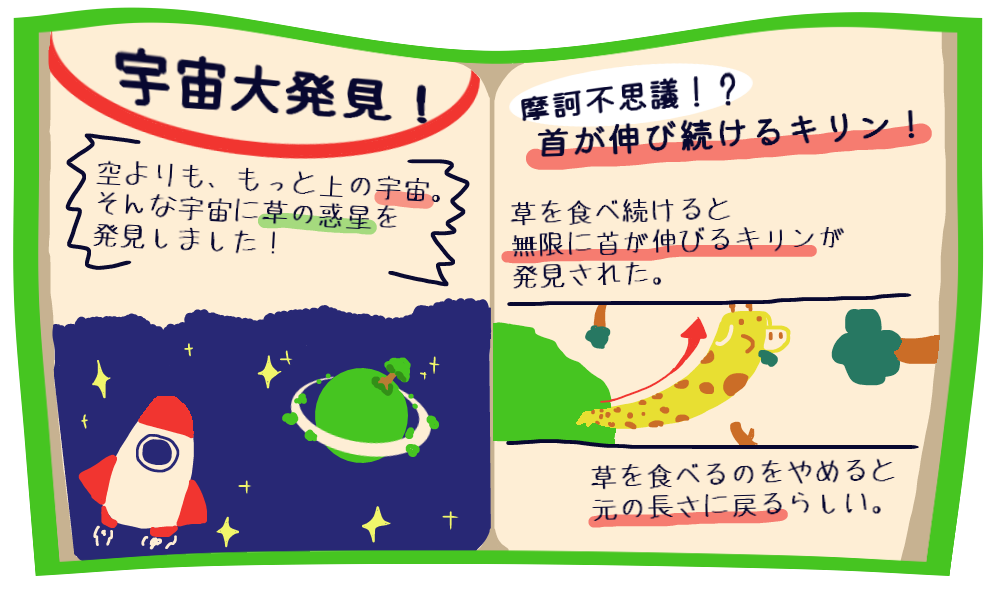 宇宙大発見！
空よりも、もっと上の宇宙。
そんな宇宙に草の惑星を
発見しました！
摩訶不思議！？
首が伸び続けるキリン！
草を食べ続けると
無限に首が伸びるキリンが
発見された。
草を食べるのをやめると
元の長さに戻るらしい。